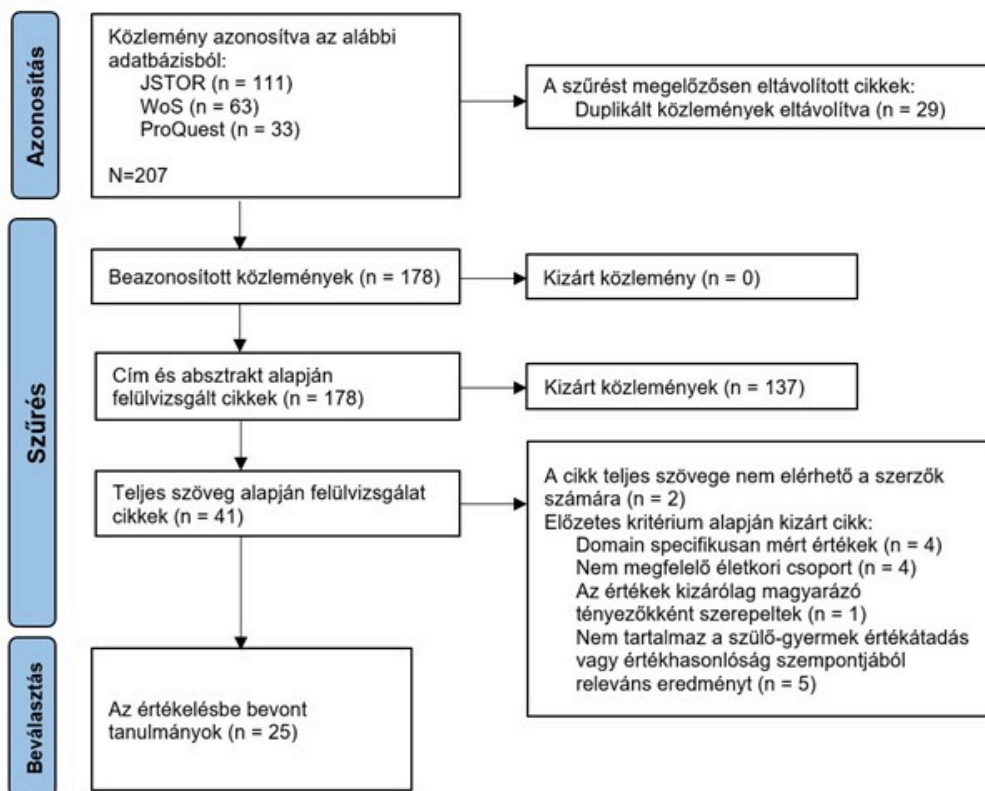 Azonosítás
Közlemény azonosítva az alábbi
adatbázisból:
JSTOR (n = 111)
WoS (n = 63)
ProQuest (n = 33)
N=207
A szűrést megelőzősen eltávolított cikkek:
Duplikált közlemények eltávolítva (n = 29)
Szűrés
Beazonosított közlemények (n = 178)
Kizárt közlemény (n = 0)
Cím és absztrakt alapján
felülvizsgált cikkek (n = 178)
Kizárt közlemények (n = 137)
Teljes szöveg alapján felülvizsgálat
cikkek (n = 41)
A cikk teljes szövege nem elérhető a szerzők
számára (n = 2)
Előzetes kritérium alapján kizárt cikk:
Domain specifikusan mért értékek (n = 4)
Nem megfelelő életkori csoport (n = 4)
Az értékek kizárólag magyarázó
tényezőkként szerepeltek (n = 1)
Nem tartalmaz a szülő-gyermek értékátadás
vagy értékhasonlóság szempontjából
releváns eredményt (n = 5)
Beválasztás
Az értékelésbe bevont
tanulmányok (n = 25)